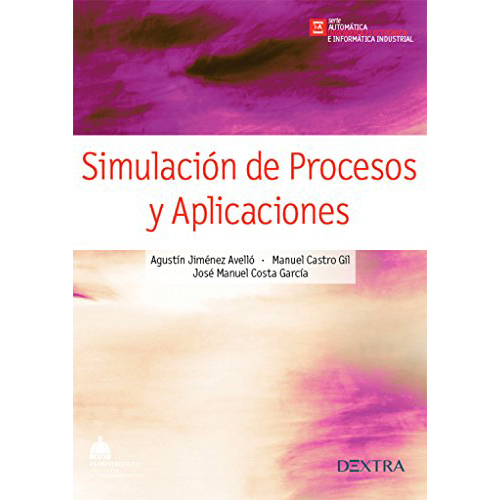 serie
AUTOMÁTICA
E INFORMÁTICA INDUSTRIAL
Simulación de Procesos
y Aplicaciones
Agustín Jiménez Avelló · Manuel Castro Gil
José Manuel Costa García
DEXTRA